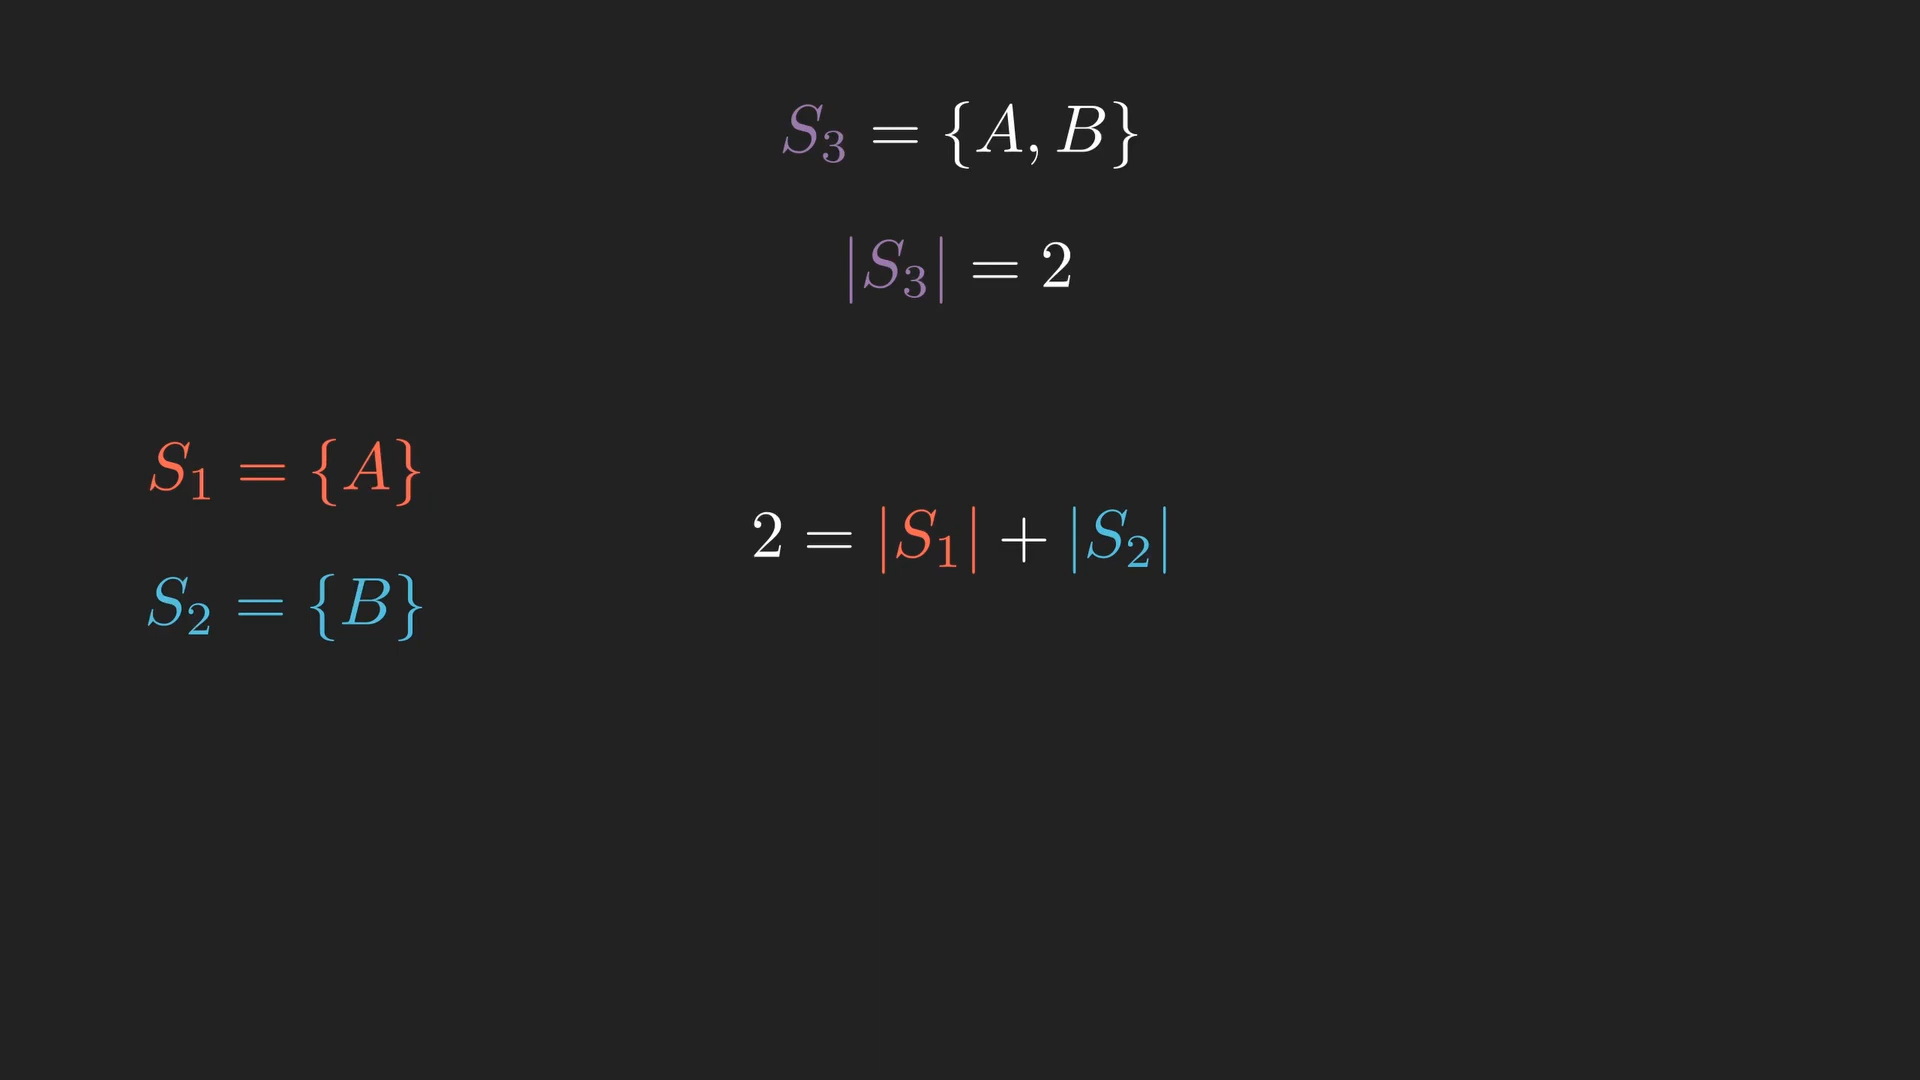 S₃ = {A, B}
|S₃| = 2
S₁ = {A}
2 = |S₁| + |S₂|
S₂ = {B}